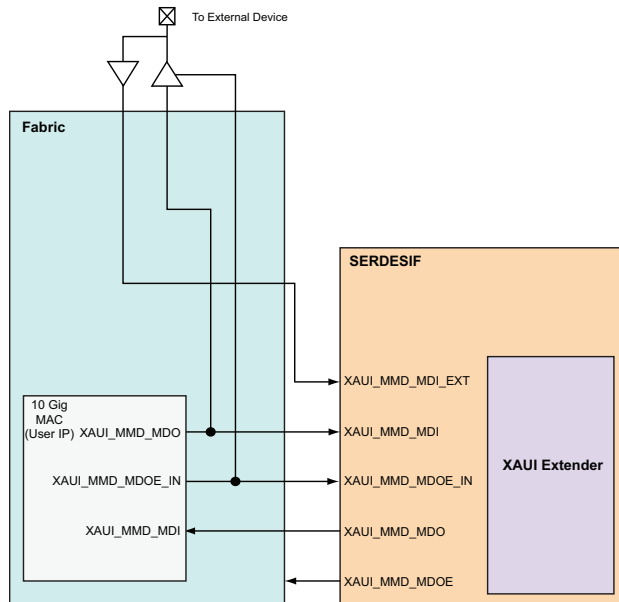 To External Device
Fabric
SERDESIF
XAUI_MMD_MDI_EXT
10 Gig
MAC
(User IP)
XAUI_MMD_MDO
XAUI_MMD_MDI
XAUI Extender
XAUI_MMD_MDOE_IN
XAUI_MMD_MDOE_IN
XAUI_MMD_MDI
XAUI_MMD_MDO
XAUI_MMD_MDOE